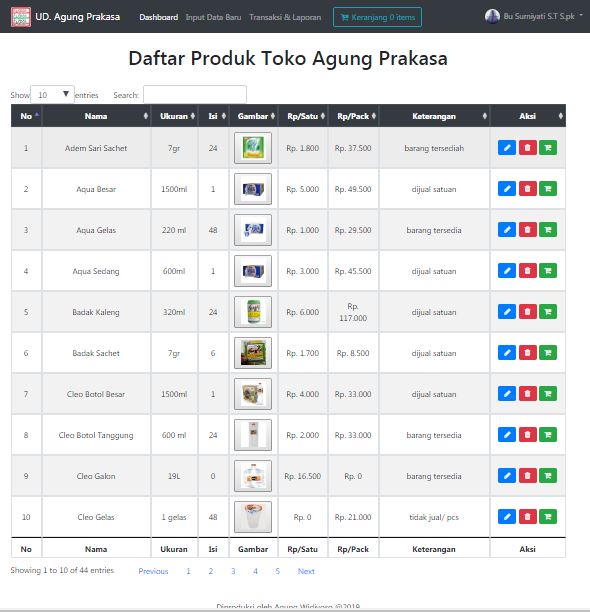 UD. Agung Prakasa Dashboard Input Data Baru Transaksi & Laporan Keranjang 0 items Bu Sumiyati S.T S.pk
Daftar Produk Toko Agung Prakasa
Show 10 entries Search:
No Nama Ukuran Isi Gambar Rp/Satu Rp/Pack Keterangan Aksi
1 Adem Sari Sachet 7gr 24 Rp. 1.800 Rp. 37.500 barang tersediah
2 Aqua Besar 1500ml 1 Rp. 5.000 Rp. 49.500 dijual satuan
3 Aqua Gelas 220 ml 48 Rp. 1.000 Rp. 29.500 barang tersedia
4 Aqua Sedang 600ml 1 Rp. 3.000 Rp. 45.500 dijual satuan
5 Badak Kaleng 320ml 24 Rp. 6.000 Rp. 117.000 dijual satuan
6 Badak Sachet 7gr 6 Rp. 1.700 Rp. 8.500 dijual satuan
7 Cleo Botol Besar 1500ml 1 Rp. 4.000 Rp. 33.000 dijual satuan
8 Cleo Botol Tanggung 600 ml 24 Rp. 2.000 Rp. 33.000 barang tersedia
9 Cleo Galon 19L 0 Rp. 16.500 Rp. 0 barang tersedia
10 Cleo Gelas 1 gelas 48 Rp. 0 Rp. 21.000 tidak jual/ pcs
No Nama Ukuran Isi Gambar Rp/Satu Rp/Pack Keterangan Aksi
Showing 1 to 10 of 44 entries Previous 1 2 3 4 5 Next
Diproduksi oleh Agung Widiyoro @2019